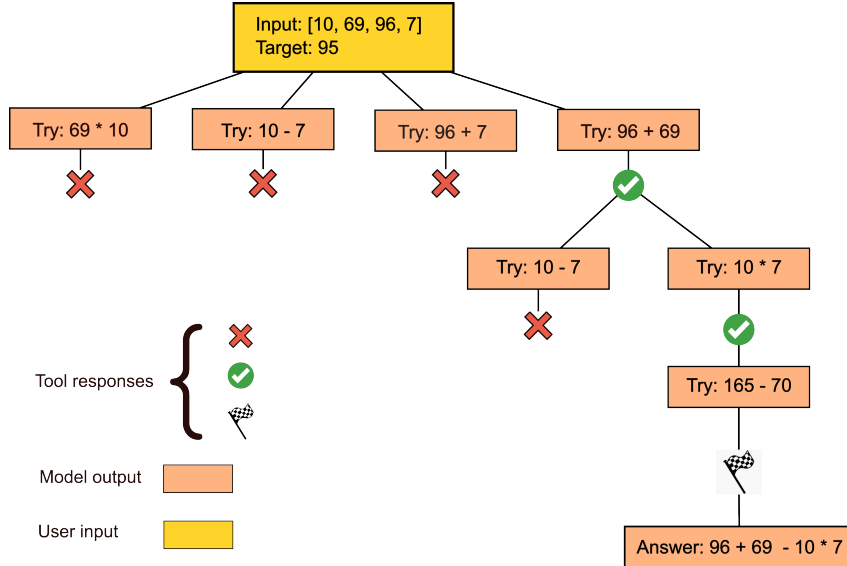 Input: [10, 69, 96, 7]
Target: 95
Try: 69 * 10
Try: 10 - 7
Try: 96 + 7
Try: 96 + 69
Try: 10 - 7
Try: 10 * 7
Tool responses
Try: 165 - 70
Model output
User input
Answer: 96 + 69 - 10 * 7